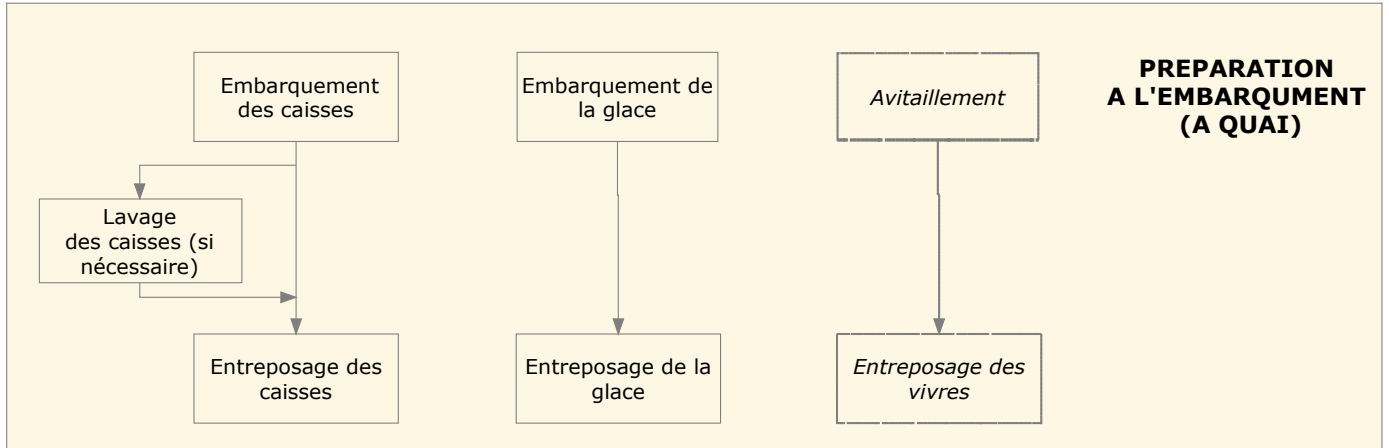 Embarquement
des caisses
Embarquement de
la glace
Avitaillement
PREPARATION
A L'EMBARQUMENT
(A QUAI)
Lavage
des caisses (si
nécessaire)
Entreposage des
caisses
Entreposage de la
glace
Entreposage des
vivres